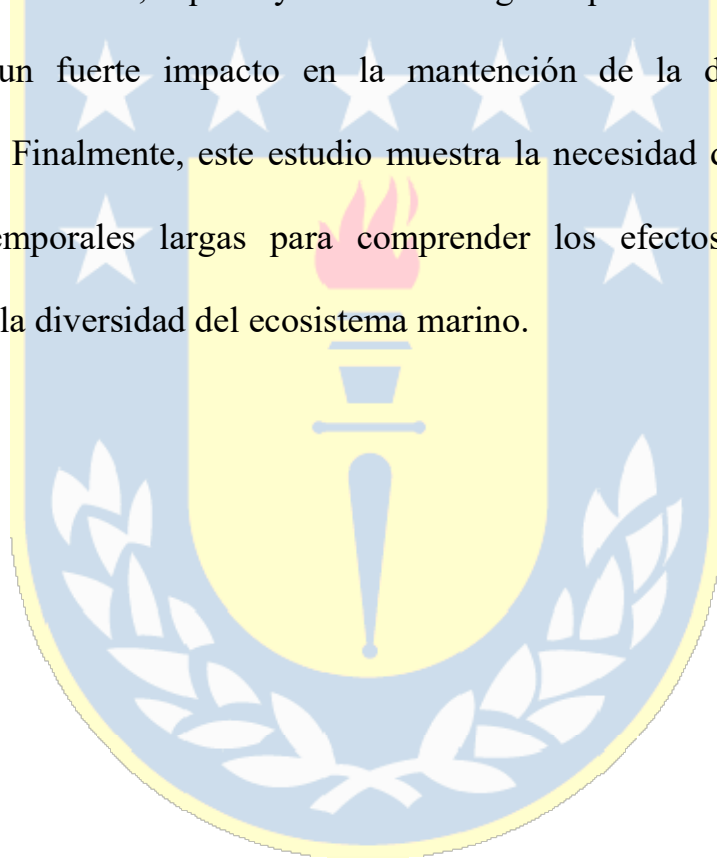 un fuerte impacto en la mantención de la
Finalmente, este estudio muestra la necesidad
temporales largas para comprender los efectos
la diversidad del ecosistema marino.